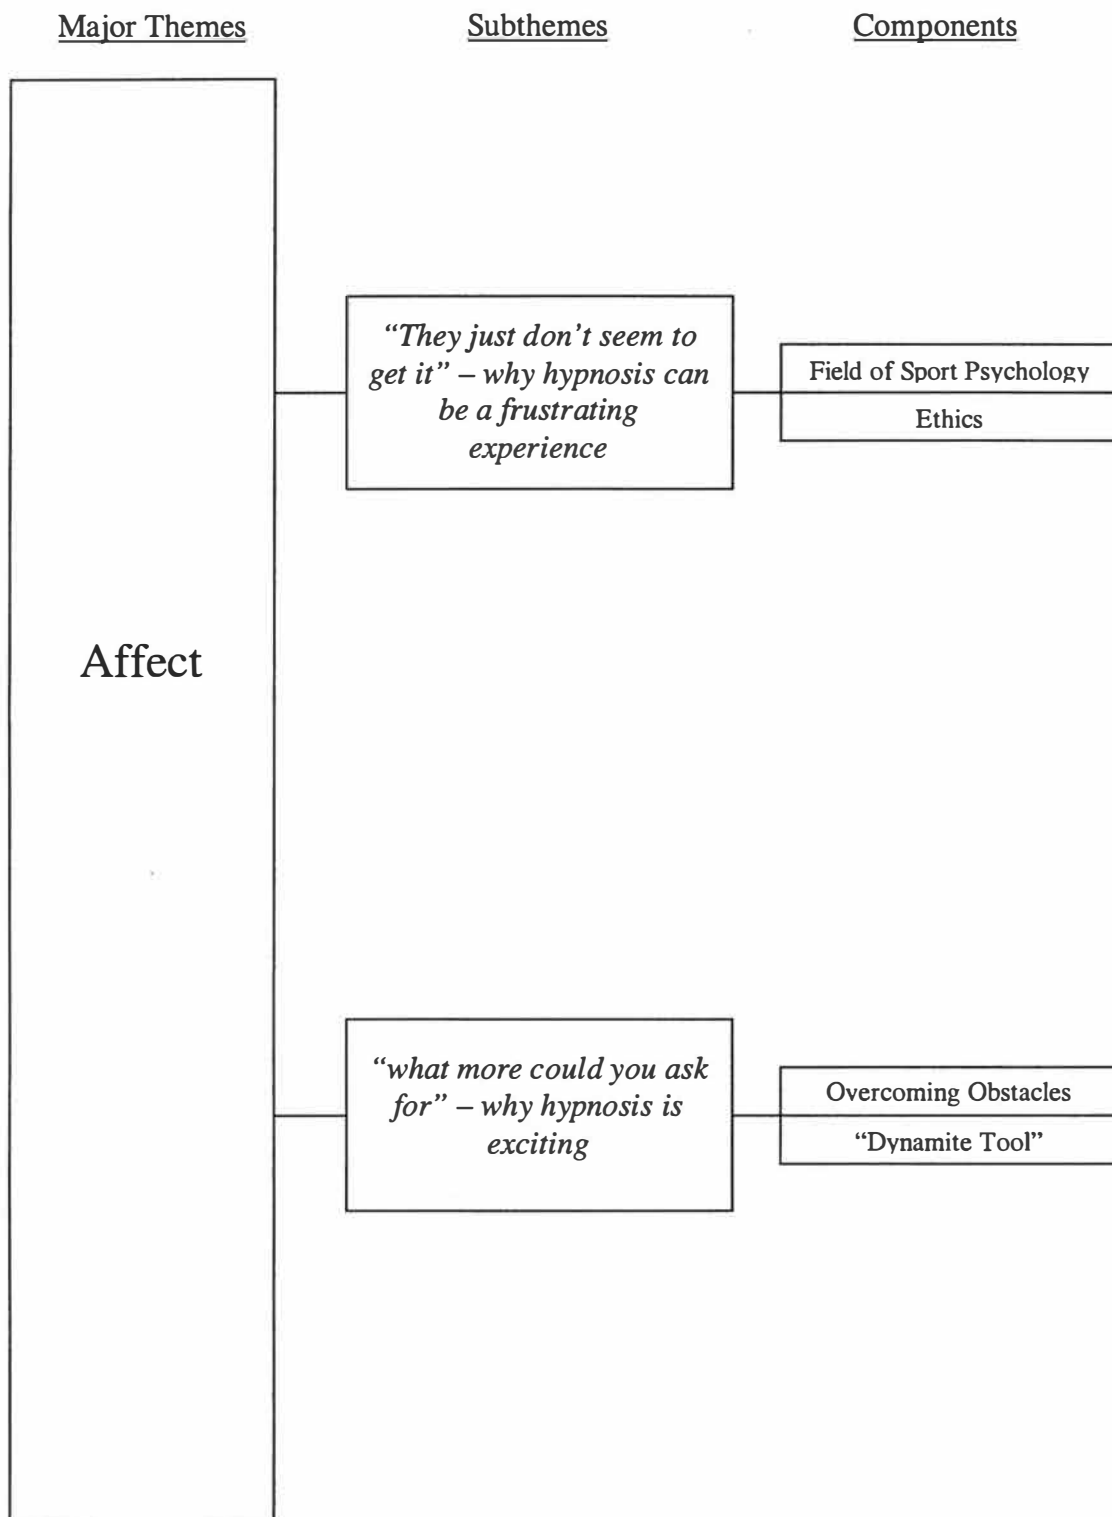 Major Themes
Subthemes
Components
“They just don’t seem to
get it” – why hypnosis can
be a frustrating
experience
Field of Sport Psychology
Ethics
Affect
“what more could you ask
for” – why hypnosis is
exciting
Overcoming Obstacles
“Dynamite Tool”